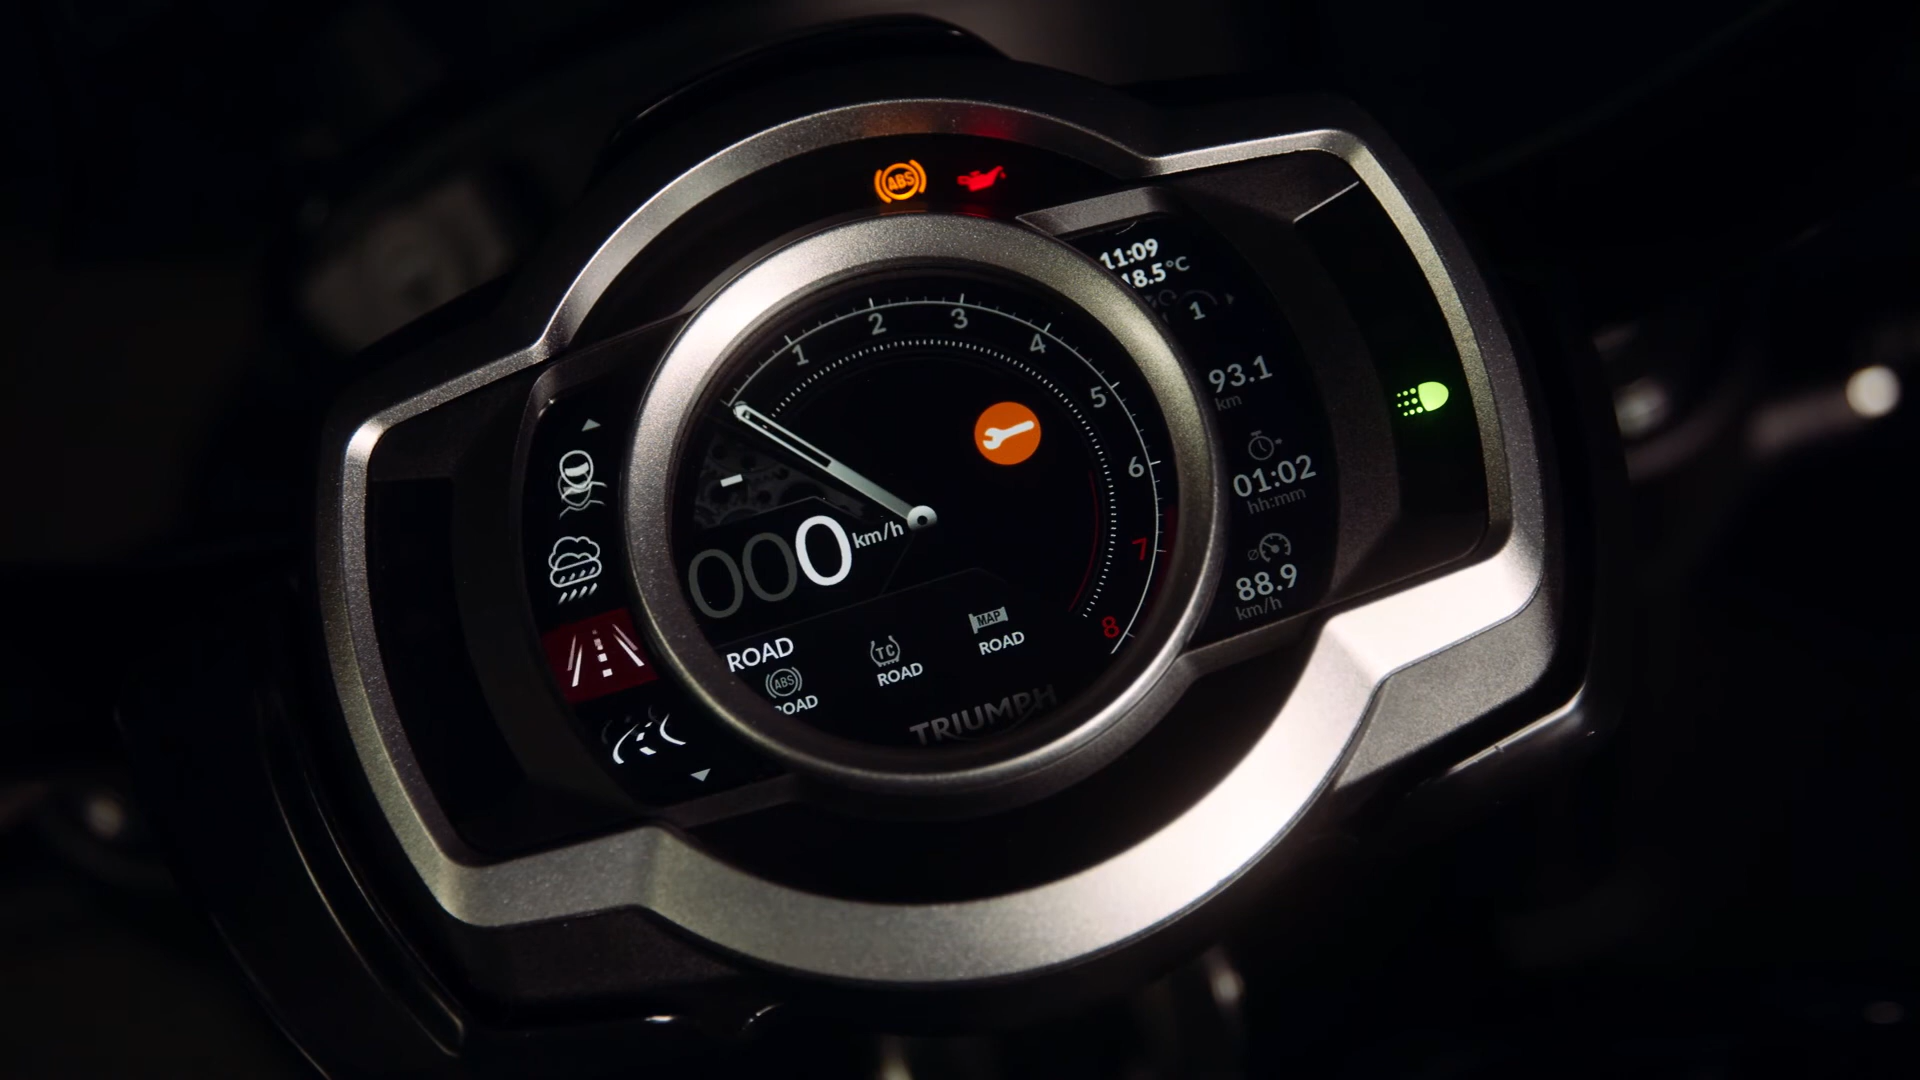 ABS
11:09
18.5°C
1
93.1
km
01:02
hh:mm
88.9
km/h
1
2
3
4
5
6
7
8
-
000 km/h
ROAD
ABS
ROAD
TC
ROAD
MAP
ROAD
TRIUMPH